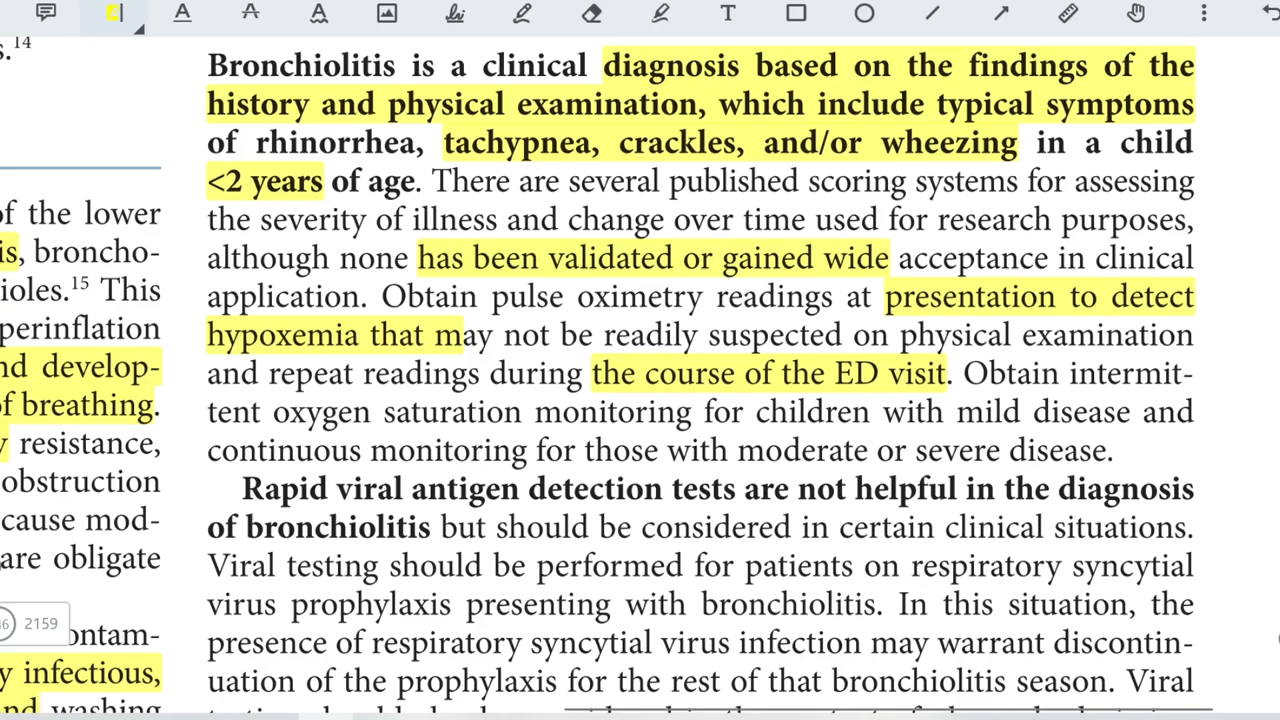 s.14
of the lower
is, broncho-
ioles.15 This
perinflation
nd develop-
of breathing.
y resistance,
obstruction
cause mod-
are obligate
46 2159
ontam-
y infectious,
nd washing
Bronchiolitis is a clinical diagnosis based on the findings of the
history and physical examination, which include typical symptoms
of rhinorrhea, tachypnea, crackles, and/or wheezing in a child
<2 years of age. There are several published scoring systems for assessing
the severity of illness and change over time used for research purposes,
although none has been validated or gained wide acceptance in clinical
application. Obtain pulse oximetry readings at presentation to detect
hypoxemia that may not be readily suspected on physical examination
and repeat readings during the course of the ED visit. Obtain intermit-
tent oxygen saturation monitoring for children with mild disease and
continuous monitoring for those with moderate or severe disease.
Rapid viral antigen detection tests are not helpful in the diagnosis
of bronchiolitis but should be considered in certain clinical situations.
Viral testing should be performed for patients on respiratory syncytial
virus prophylaxis presenting with bronchiolitis. In this situation, the
presence of respiratory syncytial virus infection may warrant discontin-
uation of the prophylaxis for the rest of that bronchiolitis season. Viral